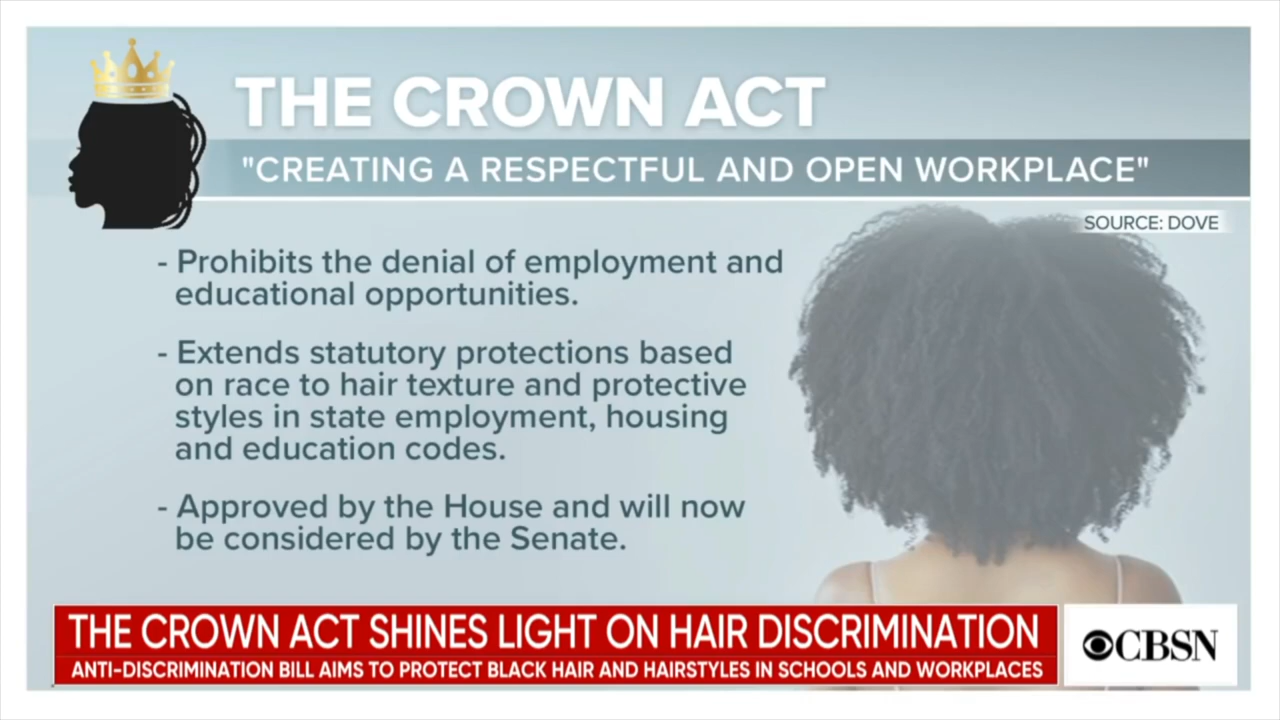 THE CROWN ACT
"CREATING A RESPECTFUL AND OPEN WORKPLACE"
SOURCE: DOVE
- Prohibits the denial of employment and
educational opportunities.
- Extends statutory protections based
on race to hair texture and protective
styles in state employment, housing
and education codes.
- Approved by the House and will now
be considered by the Senate.
THE CROWN ACT SHINES LIGHT ON HAIR DISCRIMINATION
ANTI-DISCRIMINATION BILL AIMS TO PROTECT BLACK HAIR AND HAIRSTYLES IN SCHOOLS AND WORKPLACES
CBSN